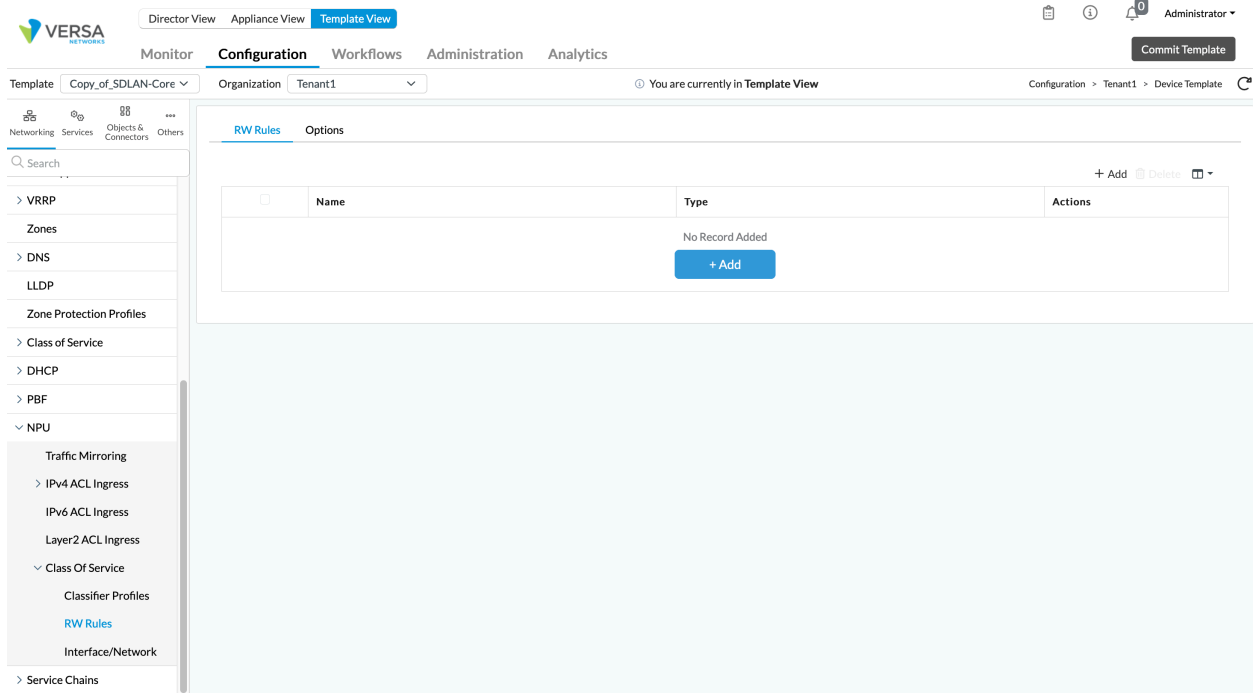 VERSA
NETWORKS
Director View Appliance View Template View
0
Administrator
Monitor Configuration Workflows Administration Analytics
Commit Template
Template Copy_of_SDLAN-Core Organization Tenant1 You are currently in Template View Configuration > Tenant1 > Device Template
Networking Services Objects & Connectors Others
Search
VRRP
Zones
DNS
LLDP
Zone Protection Profiles
Class of Service
DHCP
PBF
NPU
Traffic Mirroring
IPv4 ACL Ingress
IPv6 ACL Ingress
Layer2 ACL Ingress
Class Of Service
Classifier Profiles
RW Rules
Interface/Network
Service Chains
RW Rules Options
+ Add Delete
Name Type Actions
No Record Added
+ Add